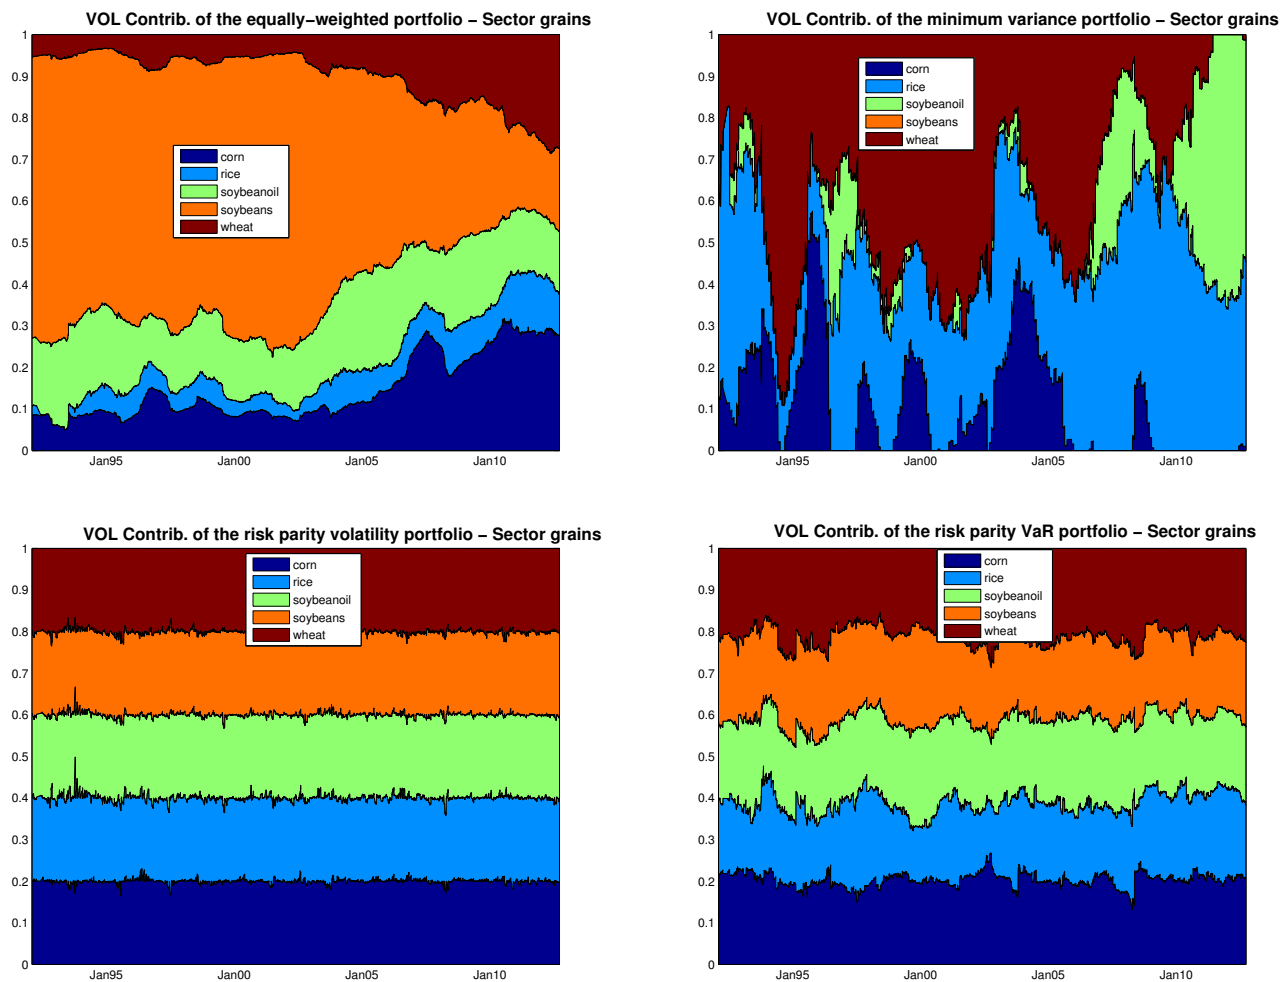 VOL Contrib. of the equally−weighted portfolio − Sector grains
1
0.9
0.8
0.7
0.6
0.5
0.4
0.3
0.2
0.1
0
corn
rice
soybeanoil
soybeans
wheat
Jan95 Jan00 Jan05 Jan10
VOL Contrib. of the minimum variance portfolio − Sector grains
1
0.9
0.8
0.7
0.6
0.5
0.4
0.3
0.2
0.1
0
corn
rice
soybeanoil
soybeans
wheat
Jan95 Jan00 Jan05 Jan10
VOL Contrib. of the risk parity volatility portfolio − Sector grains
1
0.9
0.8
0.7
0.6
0.5
0.4
0.3
0.2
0.1
0
corn
rice
soybeanoil
soybeans
wheat
Jan95 Jan00 Jan05 Jan10
VOL Contrib. of the risk parity VaR portfolio − Sector grains
1
0.9
0.8
0.7
0.6
0.5
0.4
0.3
0.2
0.1
0
corn
rice
soybeanoil
soybeans
wheat
Jan95 Jan00 Jan05 Jan10